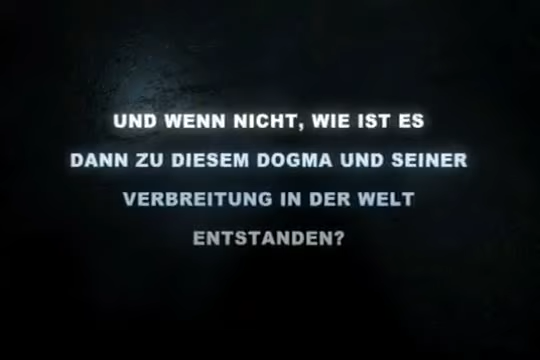 UND WENN NICHT, WIE IST ES
DANN ZU DIESEM DOGMA UND SEINER
VERBREITUNG IN DER WELT
ENTSTANDEN?